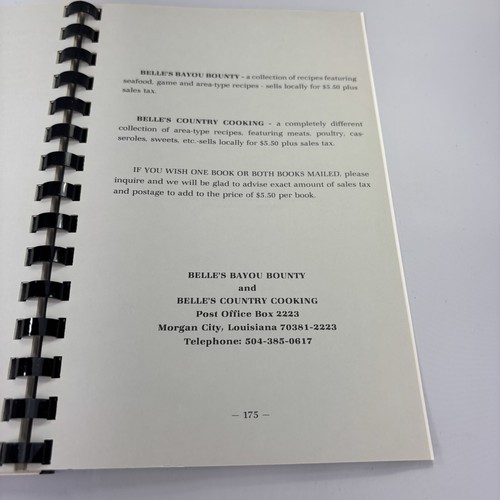 BELLE'S BAYOU BOUNTY - a collection of recipes featuring
seafood, game and area-type recipes - sells locally for $5.50 plus
sales tax.
BELLE'S COUNTRY COOKING - a completely different
collection of area-type recipes, featuring meats, poultry, cas-
seroles, sweets, etc.-sells locally for $5.50 plus sales tax.
IF YOU WISH ONE BOOK OR BOTH BOOKS MAILED, please
inquire and we will be glad to advise exact amount of sales tax
and postage to add to the price of $5.50 per book.
BELLE'S BAYOU BOUNTY
and
BELLE'S COUNTRY COOKING
Post Office Box 2223
Morgan City, Louisiana 70381-2223
Telephone: 504-385-0617
— 175 —